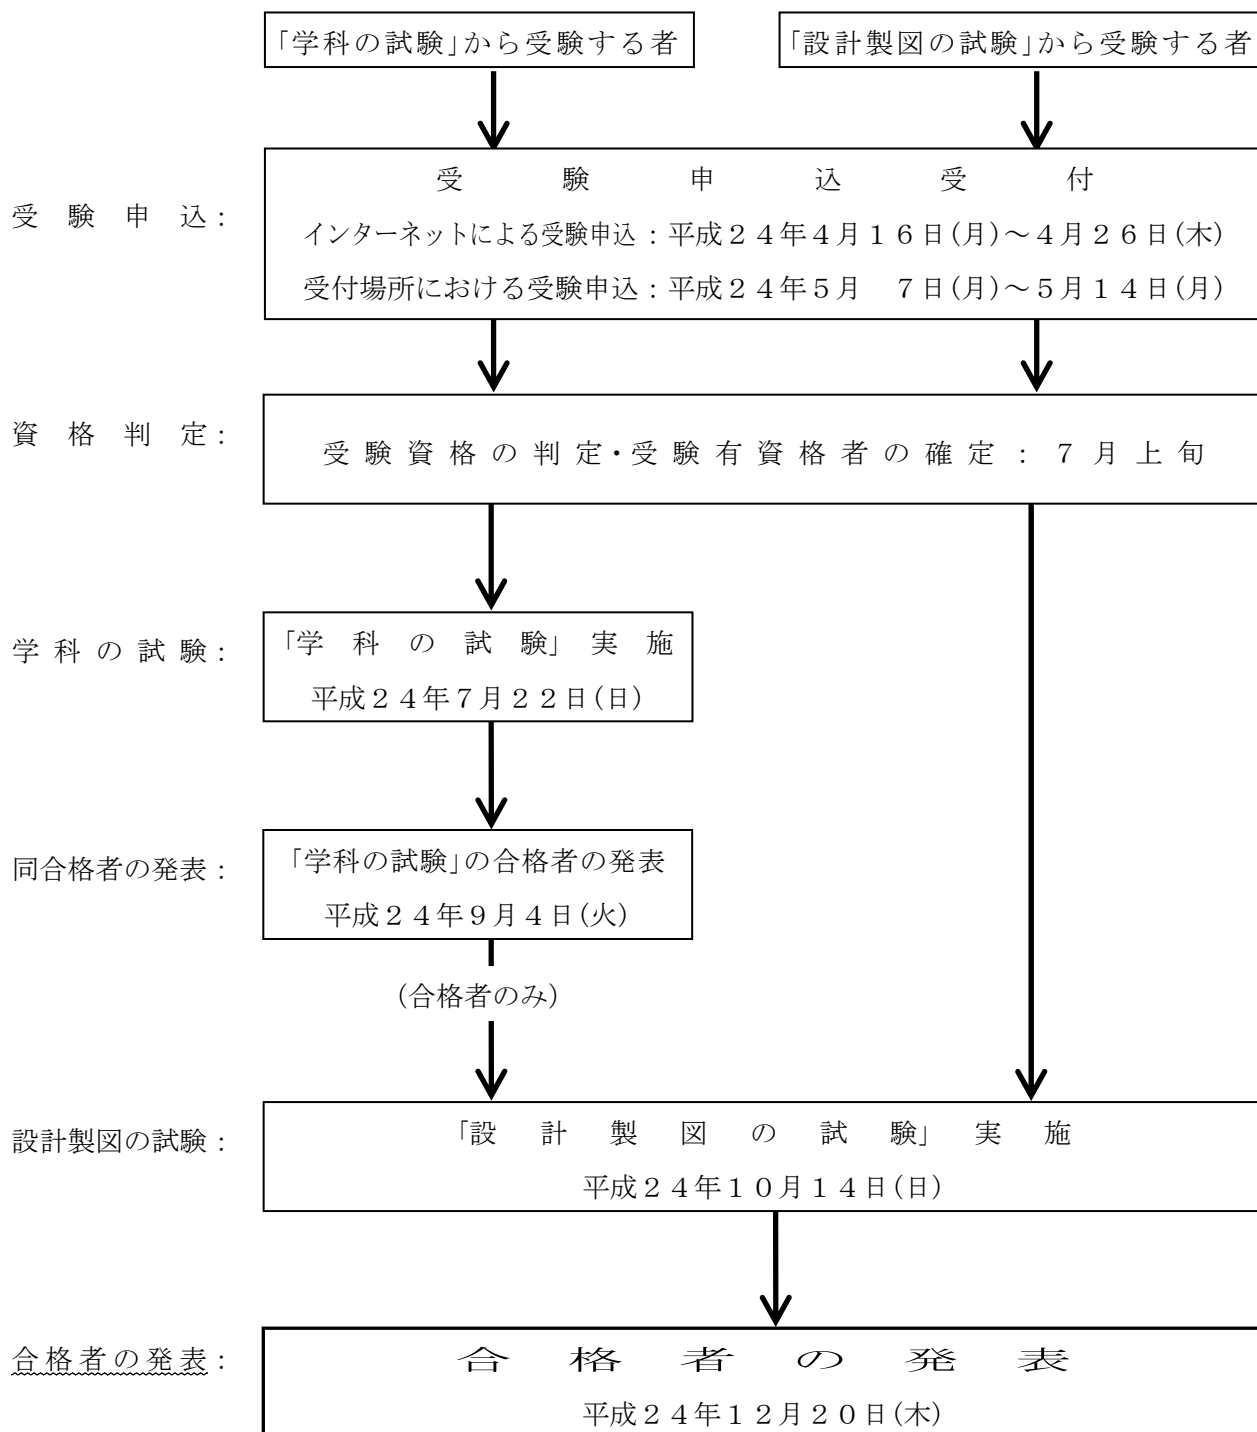 「学科の試験」から受験する者
「設計製図の試験」から受験する者
受験申込:
受験申込受付
インターネットによる受験申込:平成24年4月16日(月)~4月26日(木)
受付場所における受験申込:平成24年5月 7日(月)~5月14日(月)
資格判定:
受験資格の判定・受験有資格者の確定:7月上旬
学科の試験:
「学科の試験」実施
平成24年7月22日(日)
同合格者の発表:
「学科の試験」の合格者の発表
平成24年9月4日(火)
(合格者のみ)
設計製図の試験:
「設計製図の試験」実施
平成24年10月14日(日)
合格者の発表:
合格者の発表
平成24年12月20日(木)